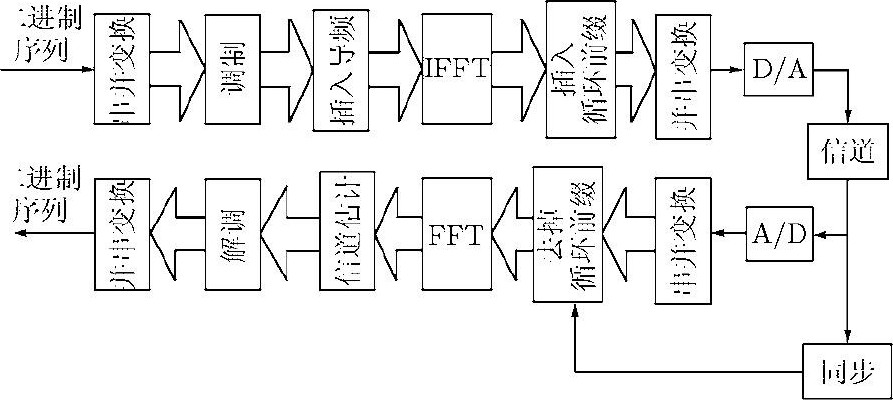 二进制
序列
串并变换
调制
插入导频
IFFT
插入
循环前缀
并串变换
D/A
信道
二进制
序列
并串变换
解调
信道估计
FFT
去掉
循环前缀
串并变换
A/D
同步